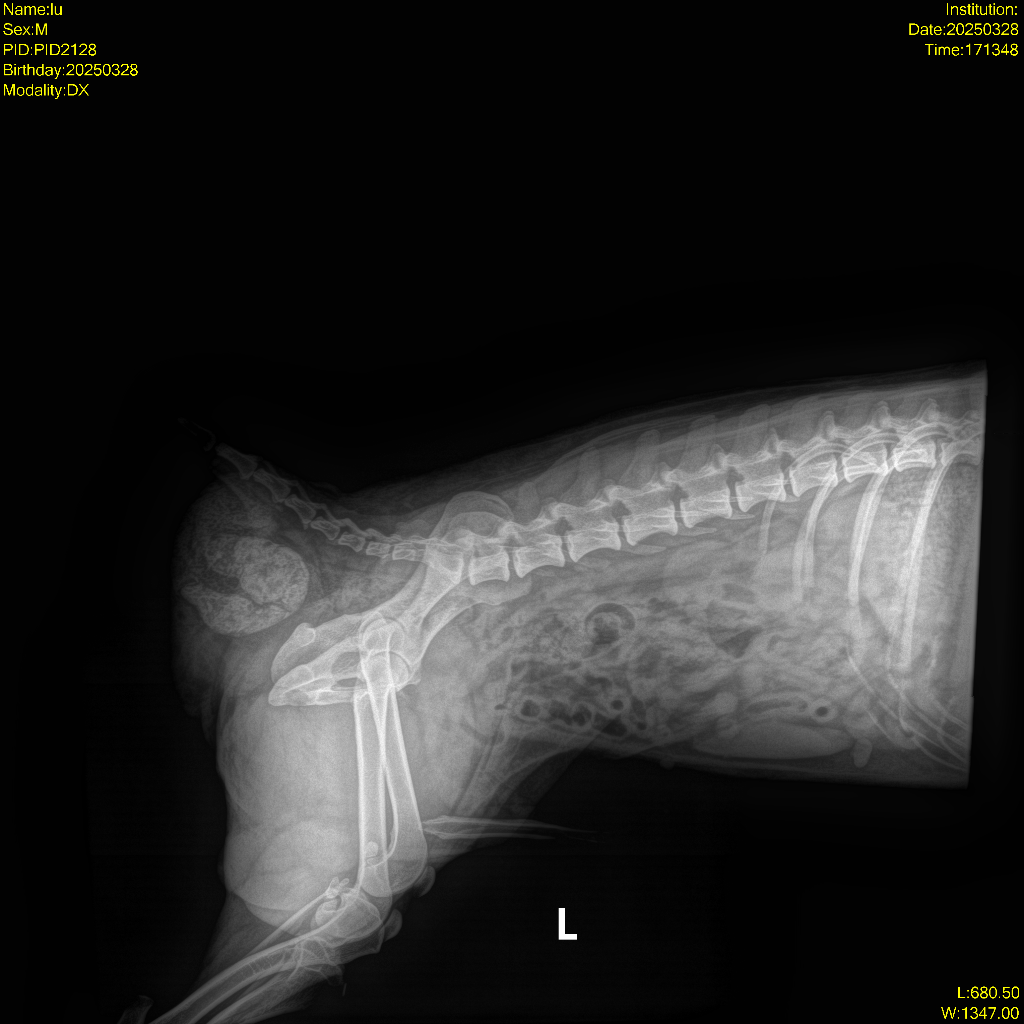 Name:lu
Sex:M
PID:PID2128
Birthday:20250328
Modality:DX
Institution:
Date:20250328
Time:171348
L
L:680.50
W:1347.00